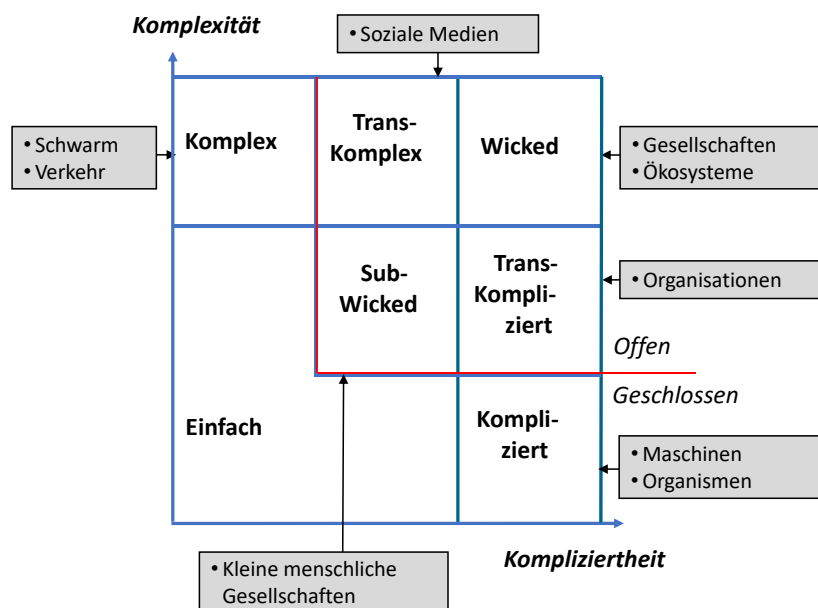 Komplexität
• Soziale Medien
Komplex
Trans-
Komplex
Wicked
• Schwarm
• Verkehr
• Gesellschaften
• Ökosysteme
Sub-
Wicked
Trans-
Kompli-
ziert
• Organisationen
Offen
Geschlossen
Einfach
Kompli-
ziert
• Maschinen
• Organismen
Kompliziertheit
• Kleine menschliche
Gesellschaften